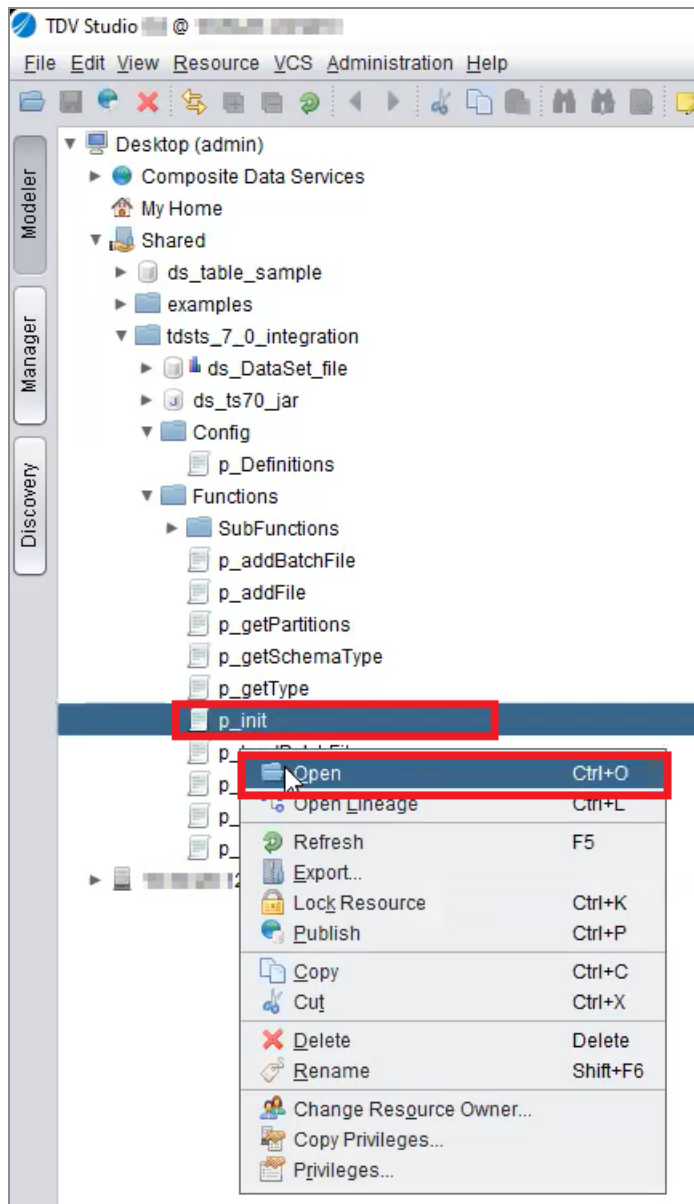 TDV Studio @
File Edit View Resource VCS Administration Help
Modeler
Manager
Discovery
Desktop (admin)
Composite Data Services
My Home
Shared
ds_table_sample
examples
tdsts_7_0_integration
ds_DataSet_file
ds_ts70_jar
Config
p_Definitions
Functions
SubFunctions
p_addBatchFile
p_addFile
p_getPartitions
p_getSchemaType
p_getType
p_init
Open Ctrl+O
Open Lineage Ctrl+L
Refresh F5
Export...
Lock Resource Ctrl+K
Publish Ctrl+P
Copy Ctrl+C
Cut Ctrl+X
Delete Delete
Rename Shift+F6
Change Resource Owner...
Copy Privileges...
Privileges...